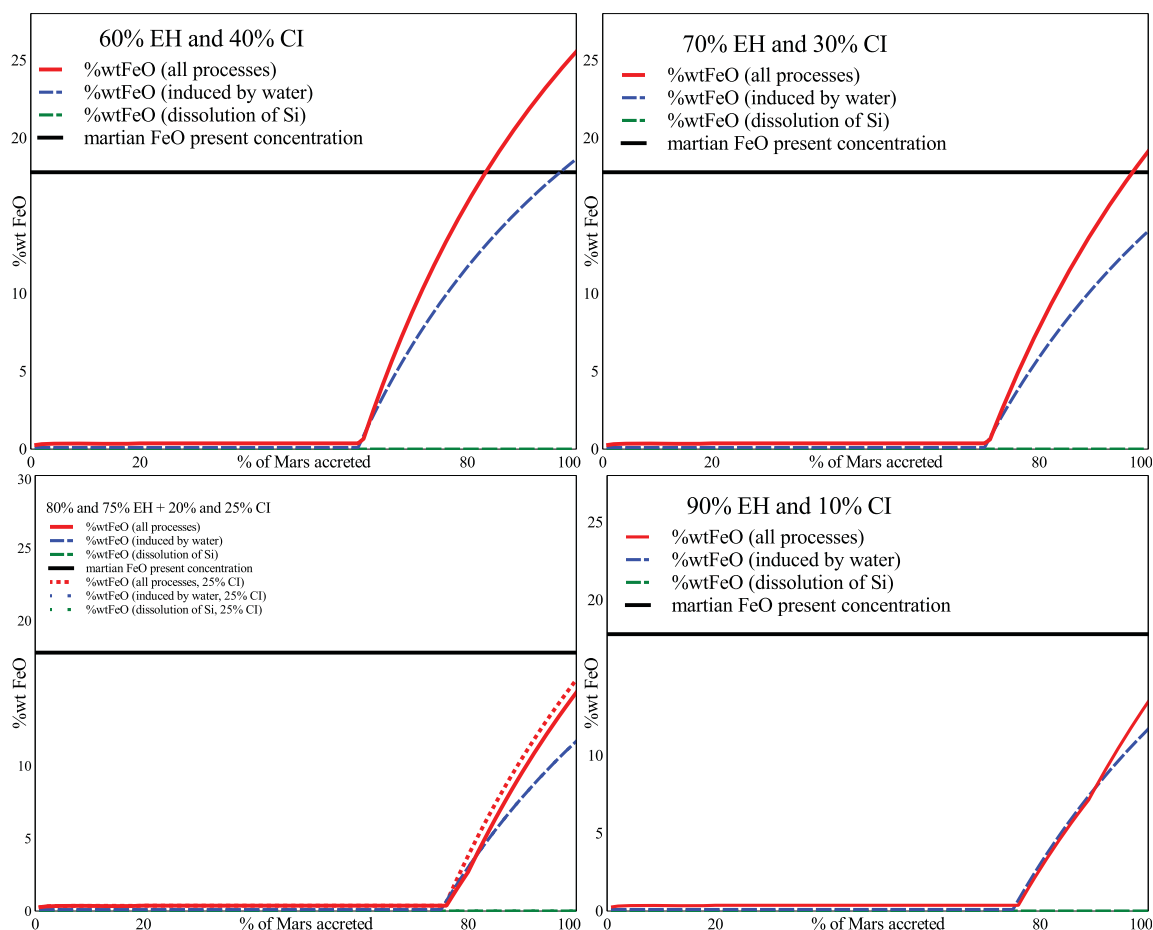 60% EH and 40% CI
25
%wtFeO (all processes)
%wtFeO (induced by water)
%wtFeO (dissolution of Si)
20
martian FeO present concentration
%wt FeO
10
5
0
0
20
% of Mars accreted
80
100
70% EH and 30% CI
25
%wtFeO (all processes)
%wtFeO (induced by water)
%wtFeO (dissolution of Si)
20
martian FeO present concentration
%wt FeO
10
5
0
0
20
% of Mars accreted
80
100
30
80% and 75% EH + 20% and 25% CI
%wtFeO (all processes)
%wtFeO (induced by water)
25
%wtFeO (dissolution of Si)
martian FeO present concentration
%wtFeO (all processes, 25% CI)
%wtFeO (induced by water, 25% CI)
%wtFeO (dissolution of Si, 25% CI)
20
%wt FeO
10
5
0
0
20
% of Mars accreted
80
100
90% EH and 10% CI
25
%wtFeO (all processes)
%wtFeO (induced by water)
%wtFeO (dissolution of Si)
20
martian FeO present concentration
%wt FeO
10
5
0
0
20
% of Mars accreted
80
100